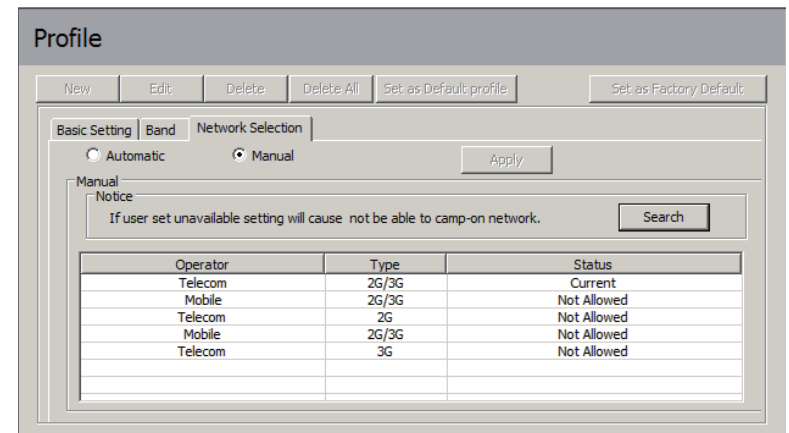 Profile
New Edit Delete Delete All Set as Default profile Set as Factory Default
Basic Setting Band Network Selection
Automatic Manual Apply
Manual
Notice
If user set unavailable setting will cause not be able to camp-on network. Search
Operator Type Status
Telecom 2G/3G Current
Mobile 2G/3G Not Allowed
Telecom 2G Not Allowed
Mobile 2G/3G Not Allowed
Telecom 3G Not Allowed